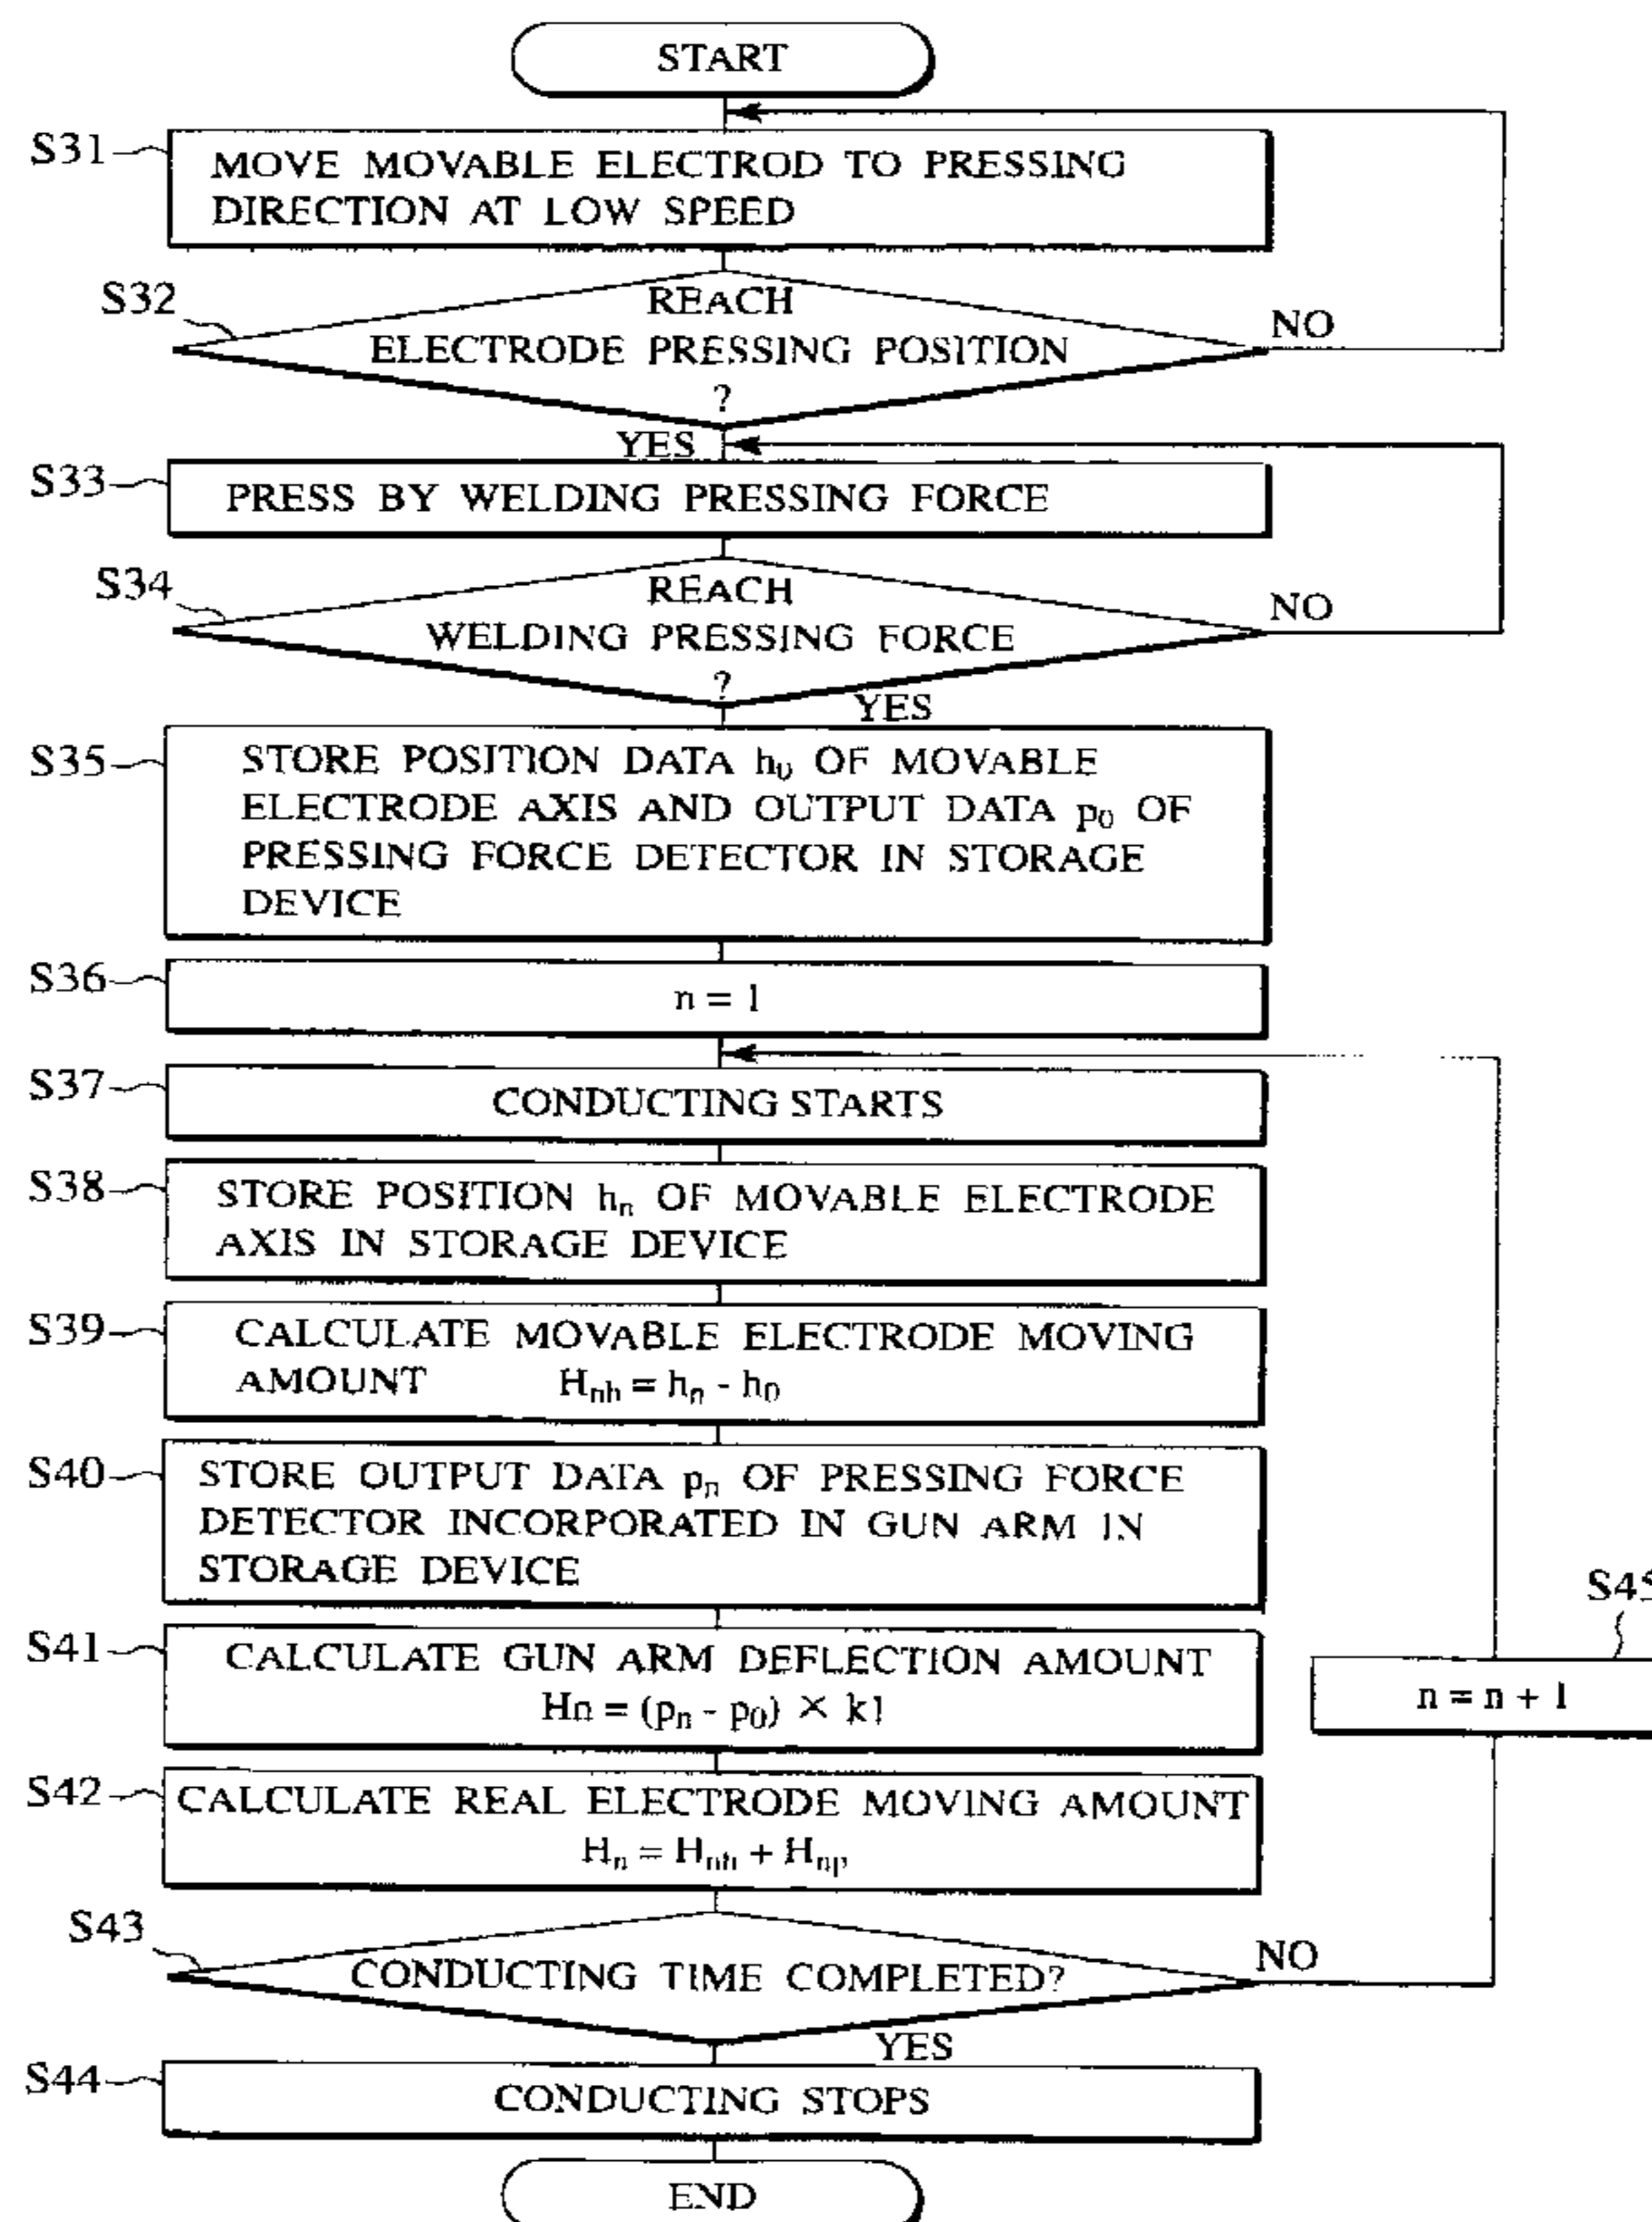 START
S31
MOVE MOVABLE ELECTROD TO PRESSING
DIRECTION AT LOW SPEED
S32
REACH
ELECTRODE PRESSING POSITION
?
NO
YES
S33
PRESS BY WELDING PRESSING FORCE
S34
REACH
WELDING PRESSING FORCE
?
NO
YES
S35
STORE POSITION DATA h₀ OF MOVABLE
ELECTRODE AXIS AND OUTPUT DATA p₀ OF
PRESSING FORCE DETECTOR IN STORAGE
DEVICE
S36
n = 1
S37
CONDUCTING STARTS
S38
STORE POSITION hₙ OF MOVABLE ELECTRODE
AXIS IN STORAGE DEVICE
S39
CALCULATE MOVABLE ELECTRODE MOVING
AMOUNT Hₙₕ = hₙ - h₀
S40
STORE OUTPUT DATA pₙ OF PRESSING FORCE
DETECTOR INCORPORATED IN GUN ARM IN
STORAGE DEVICE
S41
CALCULATE GUN ARM DEFLECTION AMOUNT
Hn = (pₙ - p₀) × k1
S45
n = n + 1
S42
CALCULATE REAL ELECTRODE MOVING AMOUNT
Hₙ = Hₙₕ + Hₙₚ
S43
CONDUCTING TIME COMPLETED?
NO
YES
S44
CONDUCTING STOPS
END